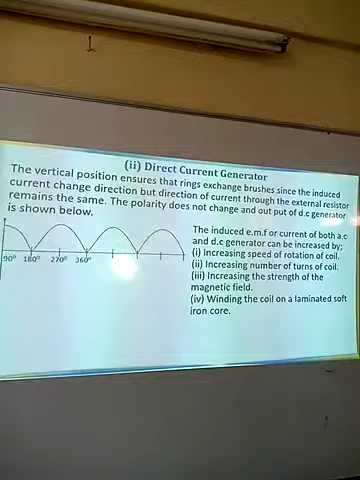 (ii) Direct Current Generator
The vertical position ensures that rings exchange brushes since the induced
current change direction but direction of current through the external resistor
remains the same. The polarity does not change and out put of d.c generator
is shown below.
90° 180° 270° 360°
The induced e.m.f or current of both a.c
and d.c generator can be increased by;
(i) Increasing speed of rotation of coil.
(ii) Increasing number of turns of coil.
(iii) Increasing the strength of the
magnetic field.
(iv) Winding the coil on a laminated soft
iron core.